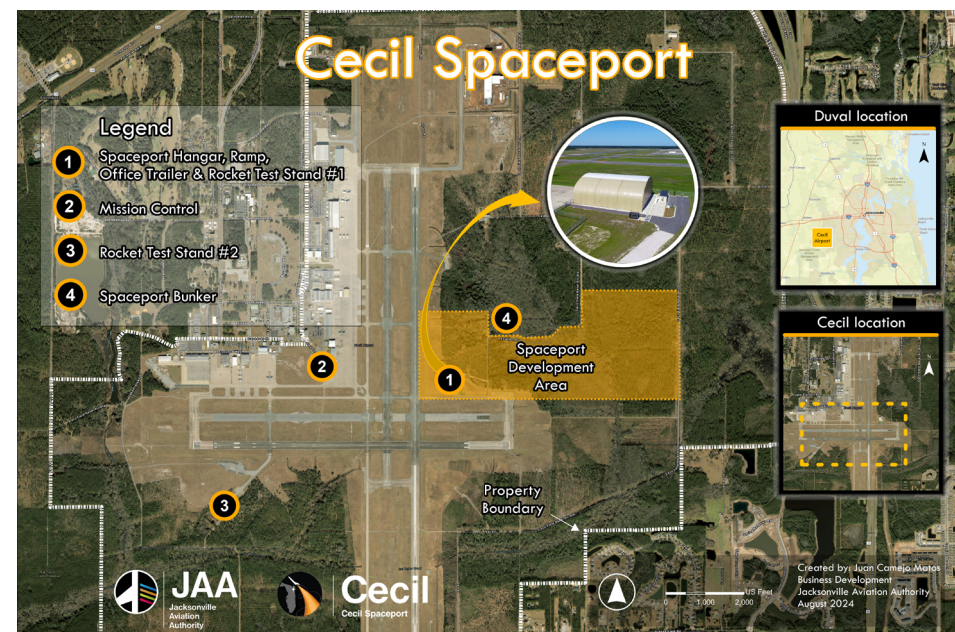 Cecil Spaceport
Legend
1
Spaceport Hangar, Ramp,
Office Trailer & Rocket Test Stand #1
2
Mission Control
3
Rocket Test Stand #2
4
Spaceport Bunker
Duval location
N
Cecil
Airport
Cecil location
N
4
Spaceport
Development
Area
1
2
3
Property
Boundary
JAA
Jacksonville
Aviation
Authority
Cecil
Cecil Spaceport
US Feet
0 1,000 2,000
Created by: Juan Camejo Matos
Business Development
Jacksonville Aviation Authority
August 2024